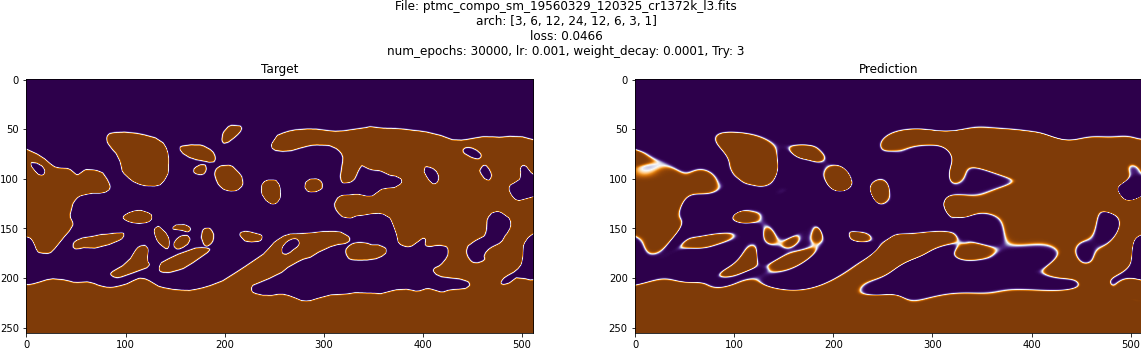 File: ptmc_compo_sm_19560329_120325_cr1372k_l3.fits
arch: [3, 6, 12, 24, 12, 6, 3, 1]
loss: 0.0466
num_epochs: 30000, lr: 0.001, weight_decay: 0.0001, Try: 3
Target
0
50
100
150
200
250
0 100 200 300 400 500
Prediction
0
50
100
150
200
250
0 100 200 300 400 500